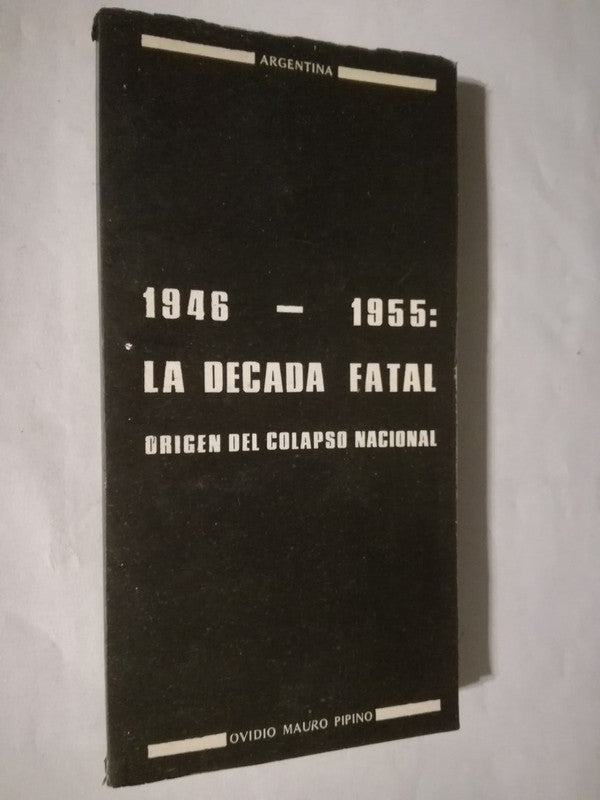 ARGENTINA
1946 – 1955:
LA DECADA FATAL
ORIGEN DEL COLAPSO NACIONAL
OVIDIO MAURO PIPINO